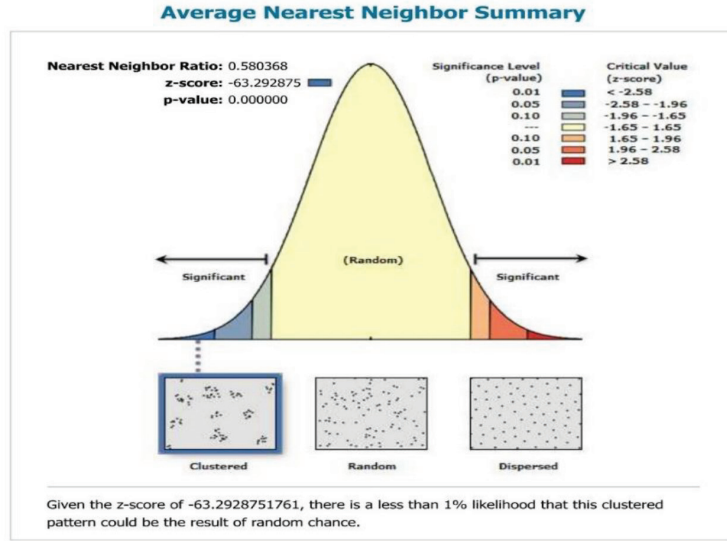 Average Nearest Neighbor Summary
Nearest Neighbor Ratio: 0.580368
z-score: -63.292875
p-value: 0.000000
Significance Level Critical Value
(p-value) (z-score)
0.01 < -2.58
0.05 -2.58 – -1.96
0.10 -1.96 – -1.65
--- -1.65 – 1.65
0.10 1.65 – 1.96
0.05 1.96 – 2.58
0.01 > 2.58
(Random)
Significant Significant
Clustered Random Dispersed
Given the z-score of -63.2928751761, there is a less than 1% likelihood that this clustered
pattern could be the result of random chance.